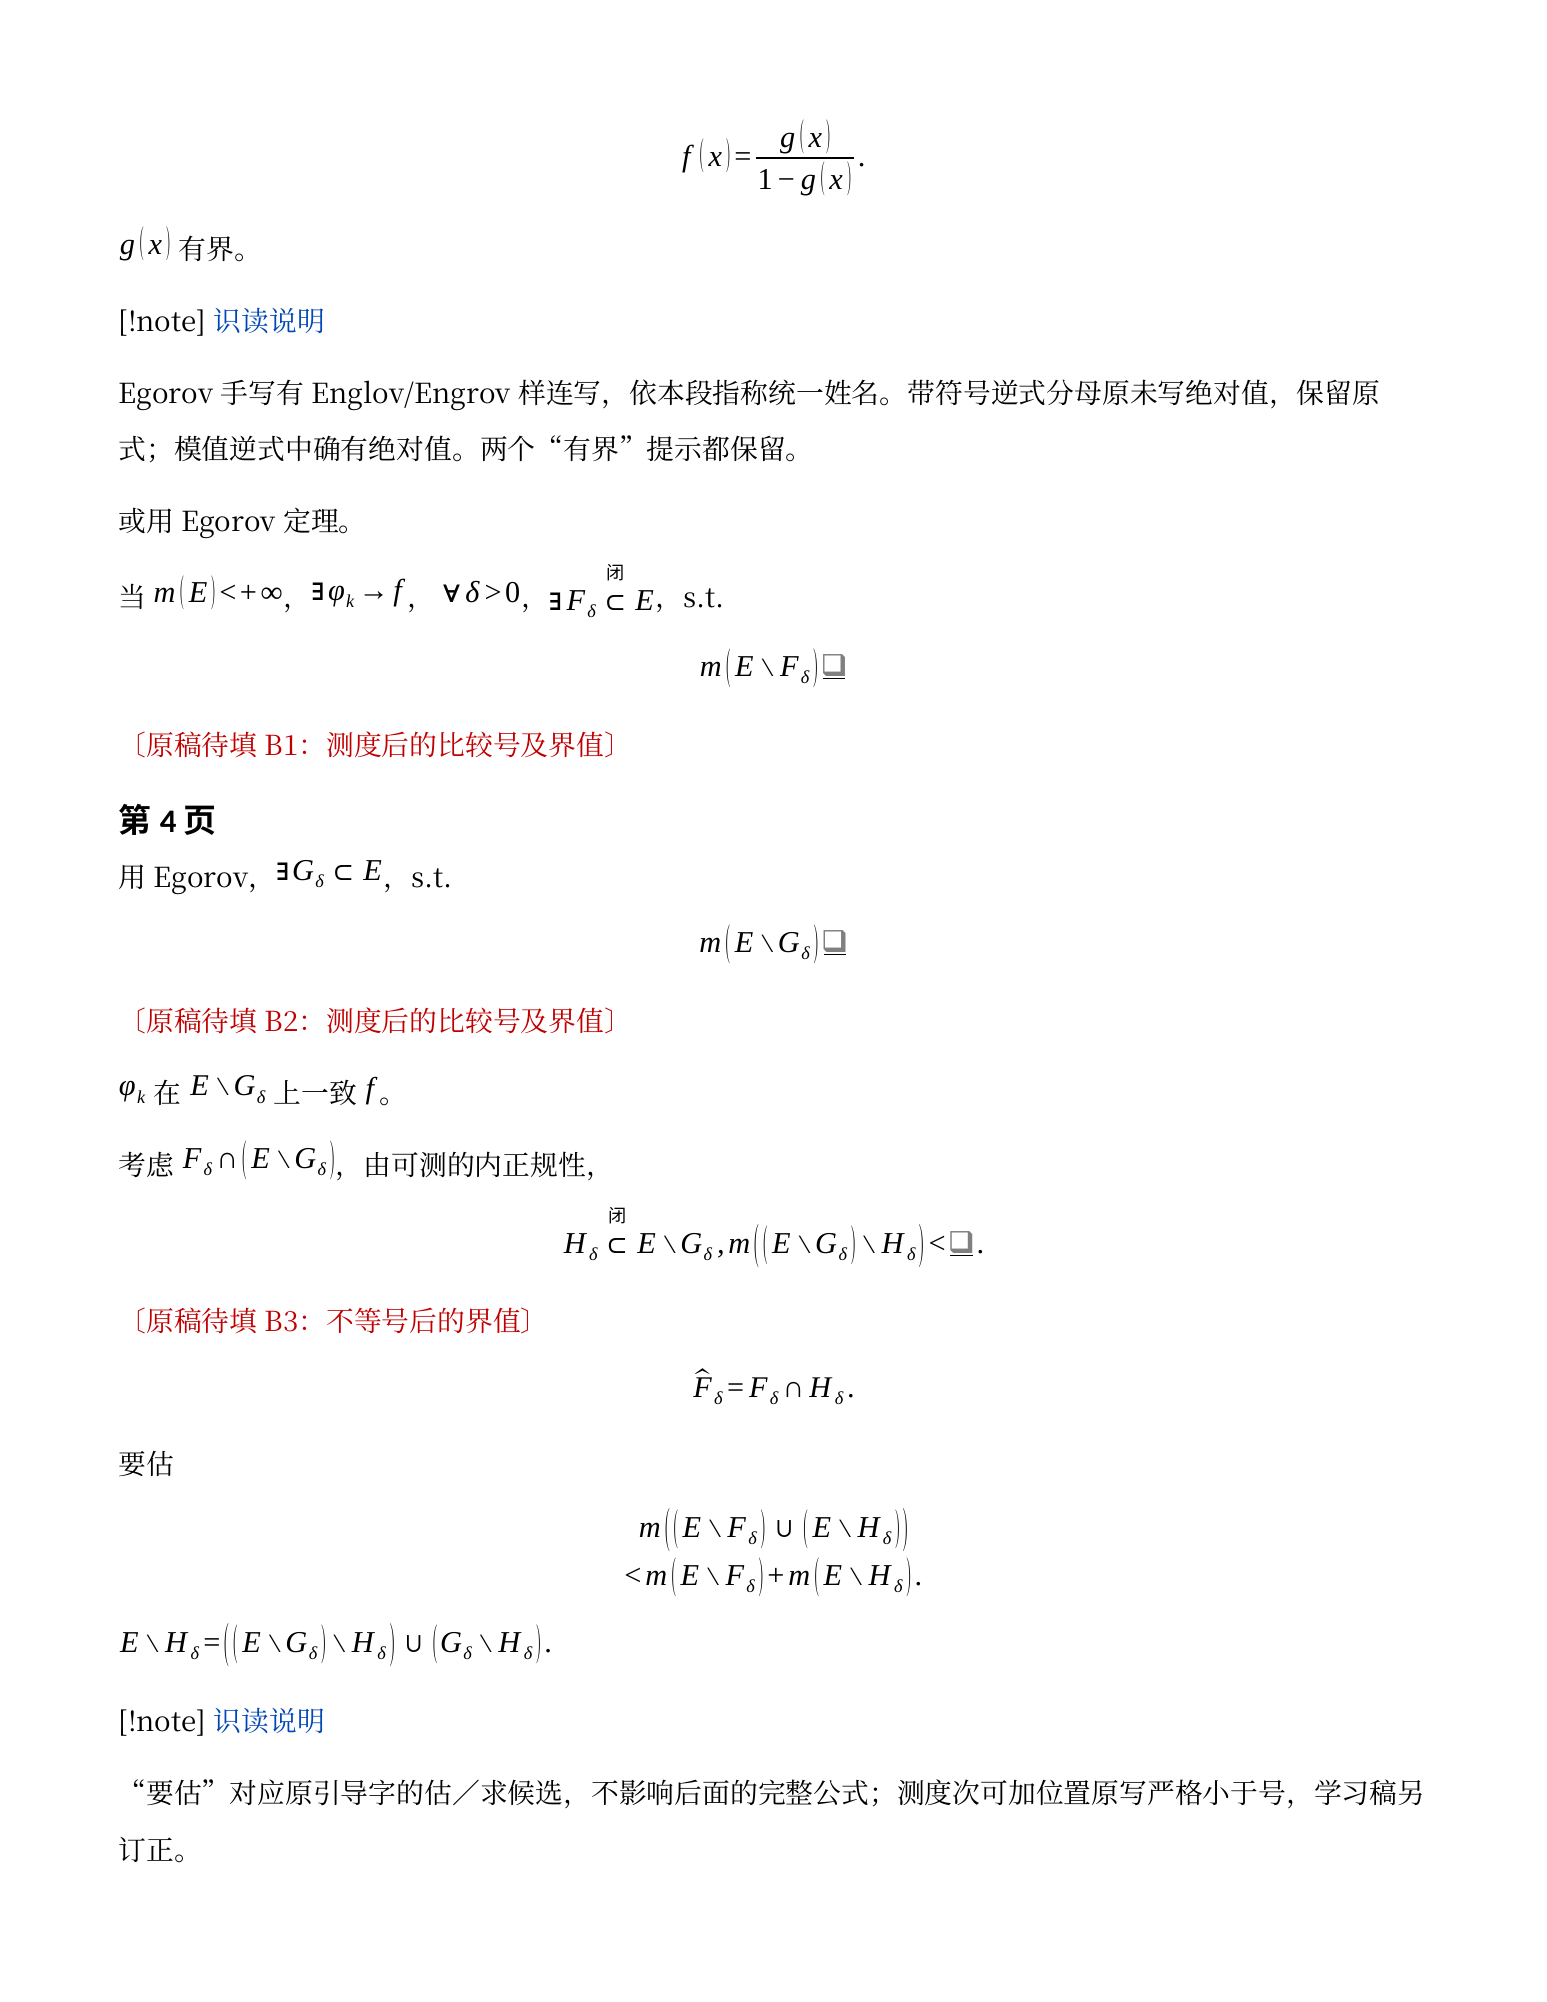 f(x)=g(x)/(1−g(x)).
g(x) 有界。
[!note] 识读说明
Egorov 手写有 Englov/Engrov 样连写，依本段指称统一姓名。带符号逆式分母原未写绝对值，保留原
式；模值逆式中确有绝对值。两个“有界”提示都保留。
或用 Egorov 定理。
当 m(E)<+∞，∃φ_k→f， ∀δ>0，∃F_δ ⊂^闭 E，s.t.
m(E∖F_δ)❑
〔原稿待填 B1：测度后的比较号及界值〕
第 4 页
用 Egorov，∃G_δ⊂E，s.t.
m(E∖G_δ)❑
〔原稿待填 B2：测度后的比较号及界值〕
φ_k 在 E∖G_δ 上一致 f。
考虑 F_δ∩(E∖G_δ)，由可测的内正规性，
H_δ ⊂^闭 E∖G_δ,m((E∖G_δ)∖H_δ)<❑.
〔原稿待填 B3：不等号后的界值〕
F̂_δ=F_δ∩H_δ.
要估
m((E∖F_δ)∪(E∖H_δ))
<m(E∖F_δ)+m(E∖H_δ).
E∖H_δ=((E∖G_δ)∖H_δ)∪(G_δ∖H_δ).
[!note] 识读说明
“要估”对应原引导字的估／求候选，不影响后面的完整公式；测度次可加位置原写严格小于号，学习稿另
订正。